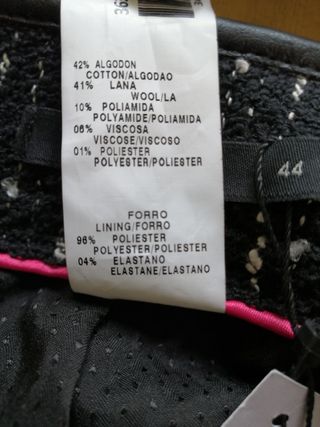 42% ALGODON
COTTON/ALGODAO
41% LANA
WOOL/LA
10% POLIAMIDA
POLYAMIDE/POLYAMIDAS
06% VISCOSA
VISCOSE/VISCOSO
01% POLIESTER
POLYESTER/POLIESTER
44
FORRO
LINING/FORRO
96% POLIESTER
POLYESTER/POLIESTER
04% ELASTANO
ELASTANE/ELASTANO